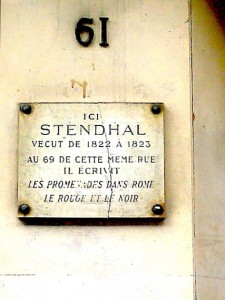 61
ICI
STENDHAL
VECUT DE 1822 À 1823
AU 69 DE CETTE MEME RUE
IL ÉCRIVIT
LES PROMENADES DANS ROME
LE ROUGE ET LE NOIR